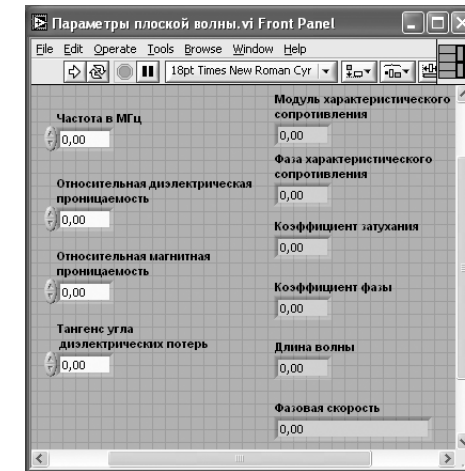 Параметры плоской волны.vi Front Panel
File Edit Operate Tools Browse Window Help
18pt Times New Roman Cyr
Частота в МГц
0,00
Относительная диэлектрическая
проницаемость
0,00
Относительная магнитная
проницаемость
0,00
Тангенс угла
диэлектрических потерь
0,00
Модуль характеристического
сопротивления
0,00
Фаза характеристического
сопротивления
0,00
Коэффициент затухания
0,00
Коэффициент фазы
0,00
Длина волны
0,00
Фазовая скорость
0,00